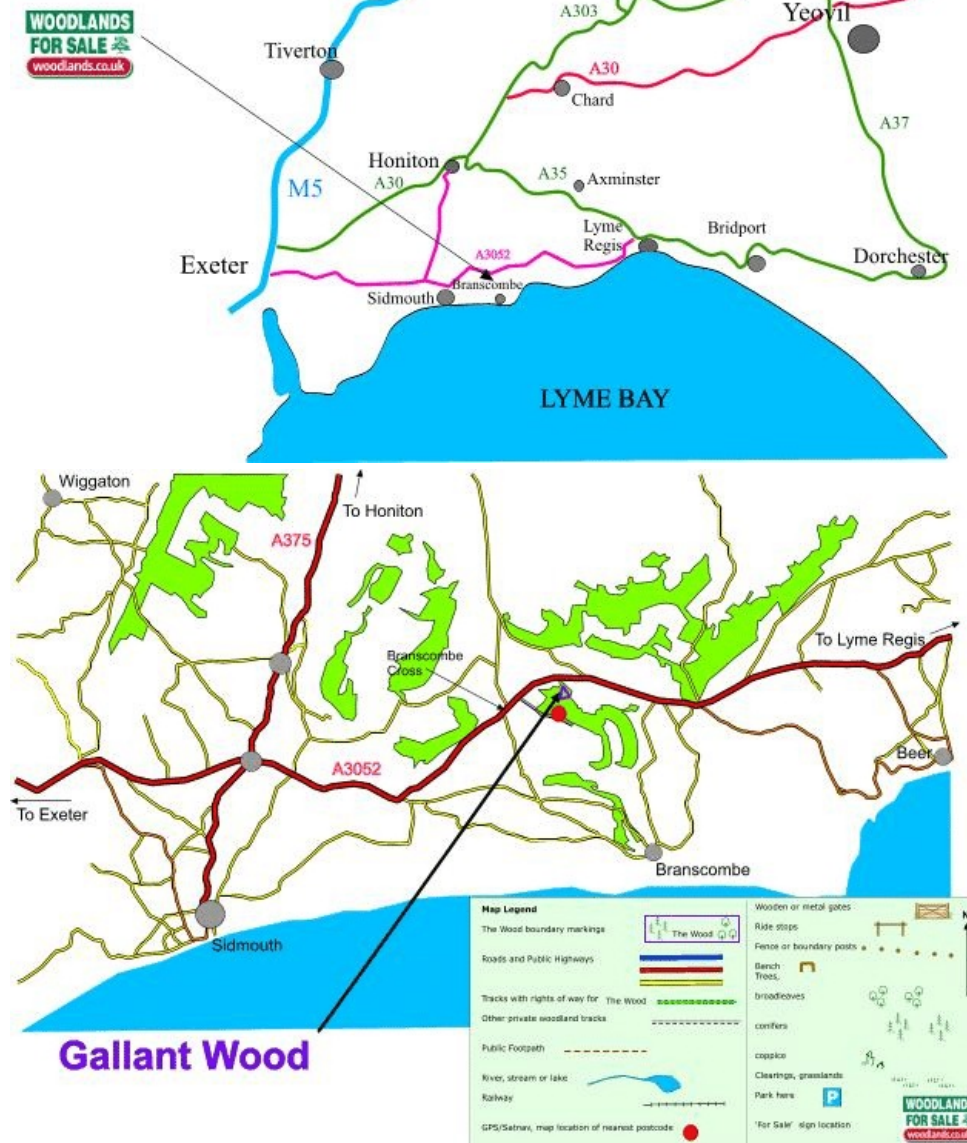 WOODLANDS
FOR SALE
woodlands.co.uk
Tiverton
A303
Yeovil
A30
Chard
A37
Honiton
A30
M5
A35
Axminster
Lyme
Regis
Bridport
Dorchester
Exeter
A3052
Sidmouth
Branscombe
LYME BAY
Wiggaton
To Honiton
A375
Branscombe
Cross
To Lyme Regis
A3052
Beer
To Exeter
Branscombe
Sidmouth
Gallant Wood
Map Legend
The Wood boundary markings
The Wood
Roads and Public Highways
Tracks with rights of way for The Wood
Other private woodland tracks
Public Footpath
River, stream or lake
Railway
GPS/Satnav, map location of nearest postcode
Wooden or metal gates
Ride stops
Fence or boundary posts
Bench
Trees,
broadleaves
conifers
coppice
Clearings, grasslands
Park here
P
'For Sale' sign location
WOODLAND
FOR SALE
woodlands.co.u